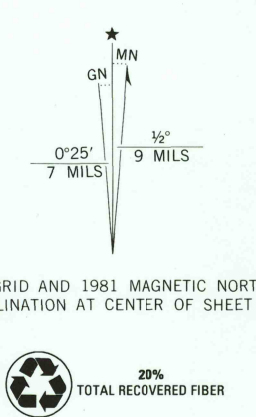 ★
MN
GN
0°25′
7 MILS
½°
9 MILS
GRID AND 1981 MAGNETIC NORT
LINATION AT CENTER OF SHEET
20%
TOTAL RECOVERED FIBER